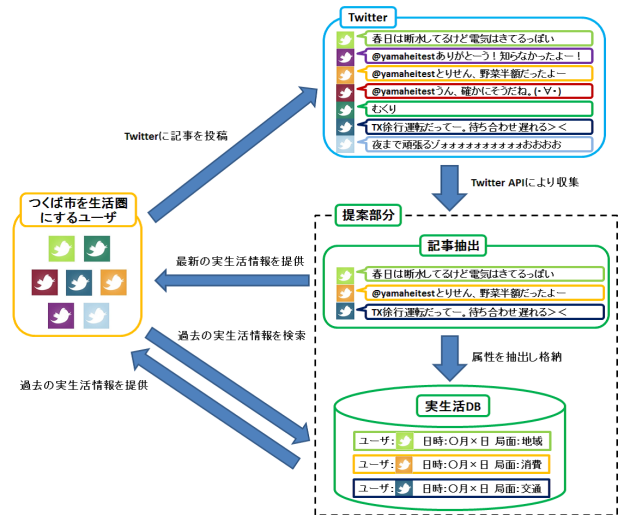 Twitter
春日は断水してるけど電気はきてるっぽい
@yamaheitestありがとーう!知らなかったよー!
@yamaheitestとりせん、野菜半額だったよー
@yamaheitestうん、確かにそうだね。(・∀・)
むくり
TX徐行運転だってー。待ち合わせ遅れる><
夜まで頑張るゾォォォォォォォォォおおおお
Twitterに記事を投稿
Twitter APIにより収集
つくば市を生活圏
にするユーザ
提案部分
記事抽出
春日は断水してるけど電気はきてるっぽい
@yamaheitestとりせん、野菜半額だったよー
TX徐行運転だってー。待ち合わせ遅れる><
最新の実生活情報を提供
過去の実生活情報を検索
過去の実生活情報を提供
属性を抽出し格納
実生活DB
ユーザ: 日時:〇月×日 局面:地域
ユーザ: 日時:〇月×日 局面:消費
ユーザ: 日時:〇月×日 局面:交通